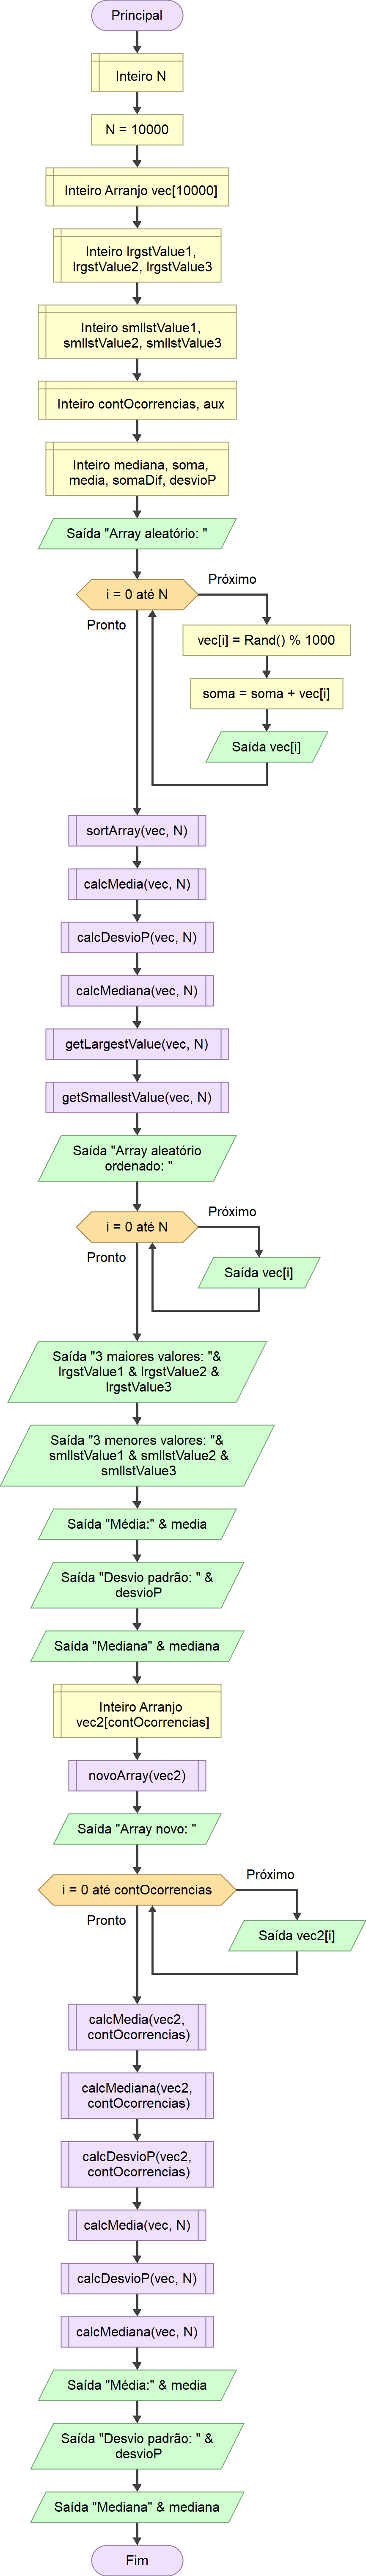 Principal
Inteiro N
N = 10000
Inteiro Arranjo vec[10000]
Inteiro lrgstValue1,
lrgstValue2, lrgstValue3
Inteiro smllstValue1,
smllstValue2, smllstValue3
Inteiro contOcorrencias, aux
Inteiro mediana, soma,
media, somaDif, desvioP
Saída "Array aleatório: "
i = 0 até N
Próximo
Pronto
vec[i] = Rand() % 1000
soma = soma + vec[i]
Saída vec[i]
sortArray(vec, N)
calcMedia(vec, N)
calcDesvioP(vec, N)
calcMediana(vec, N)
getLargestValue(vec, N)
getSmallestValue(vec, N)
Saída "Array aleatório
ordenado: "
i = 0 até N
Próximo
Pronto
Saída vec[i]
Saída "3 maiores valores: "&
lrgstValue1 & lrgstValue2 &
lrgstValue3
Saída "3 menores valores: "&
smllstValue1 & smllstValue2 &
smllstValue3
Saída "Média:" & media
Saída "Desvio padrão: " &
desvioP
Saída "Mediana" & mediana
Inteiro Arranjo
vec2[contOcorrencias]
novoArray(vec2)
Saída "Array novo: "
i = 0 até contOcorrencias
Próximo
Pronto
Saída vec2[i]
calcMedia(vec2,
contOcorrencias)
calcMediana(vec2,
contOcorrencias)
calcDesvioP(vec2,
contOcorrencias)
calcMedia(vec, N)
calcDesvioP(vec, N)
calcMediana(vec, N)
Saída "Média:" & media
Saída "Desvio padrão: " &
desvioP
Saída "Mediana" & mediana
Fim